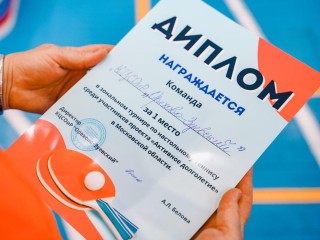 ДИПЛОМ
НАГРАЖДАЕТСЯ
Команда
за 1 место
в зональном турнире по настольному теннису
среди участников проекта «Активное долголетие»
в Московской области.
Директор
А.Л. Белова